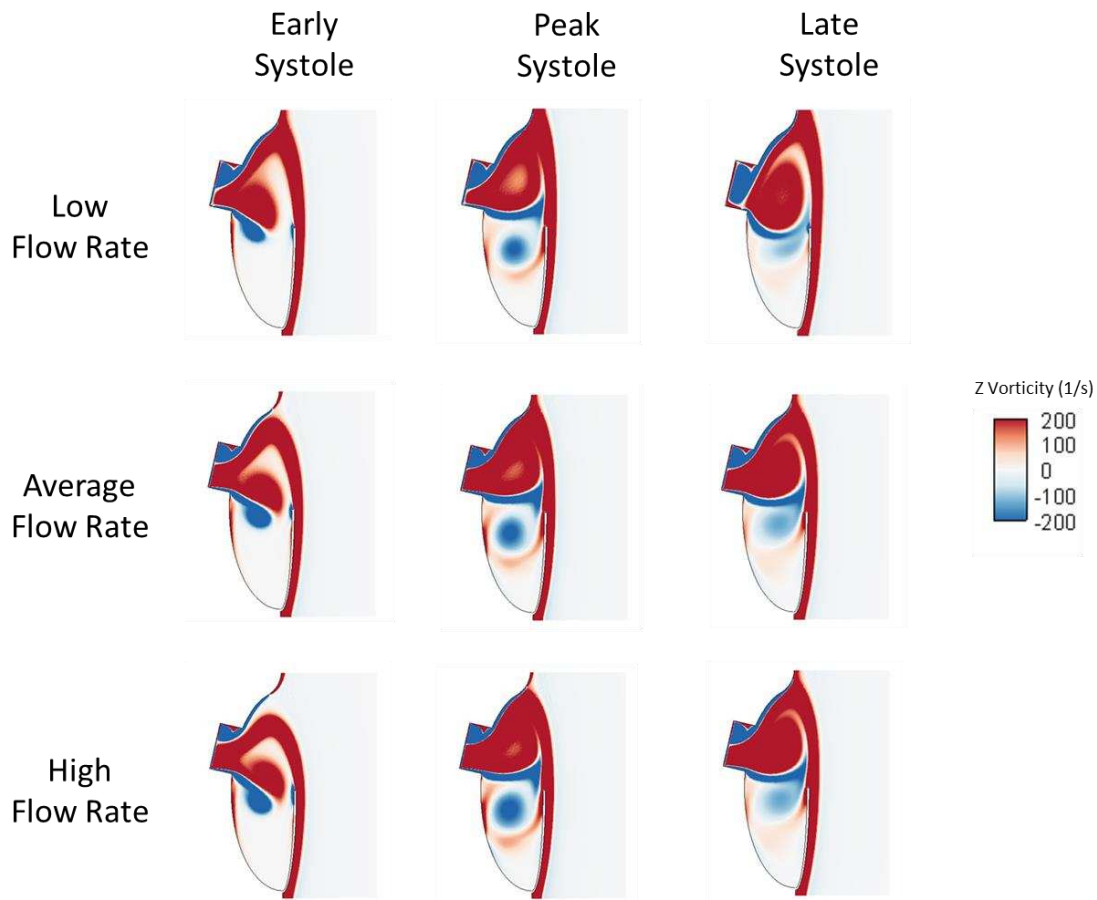 Early
Systole
Peak
Systole
Late
Systole
Low
Flow Rate
Average
Flow Rate
High
Flow Rate
Z Vorticity (1/s)
200
100
0
-100
-200